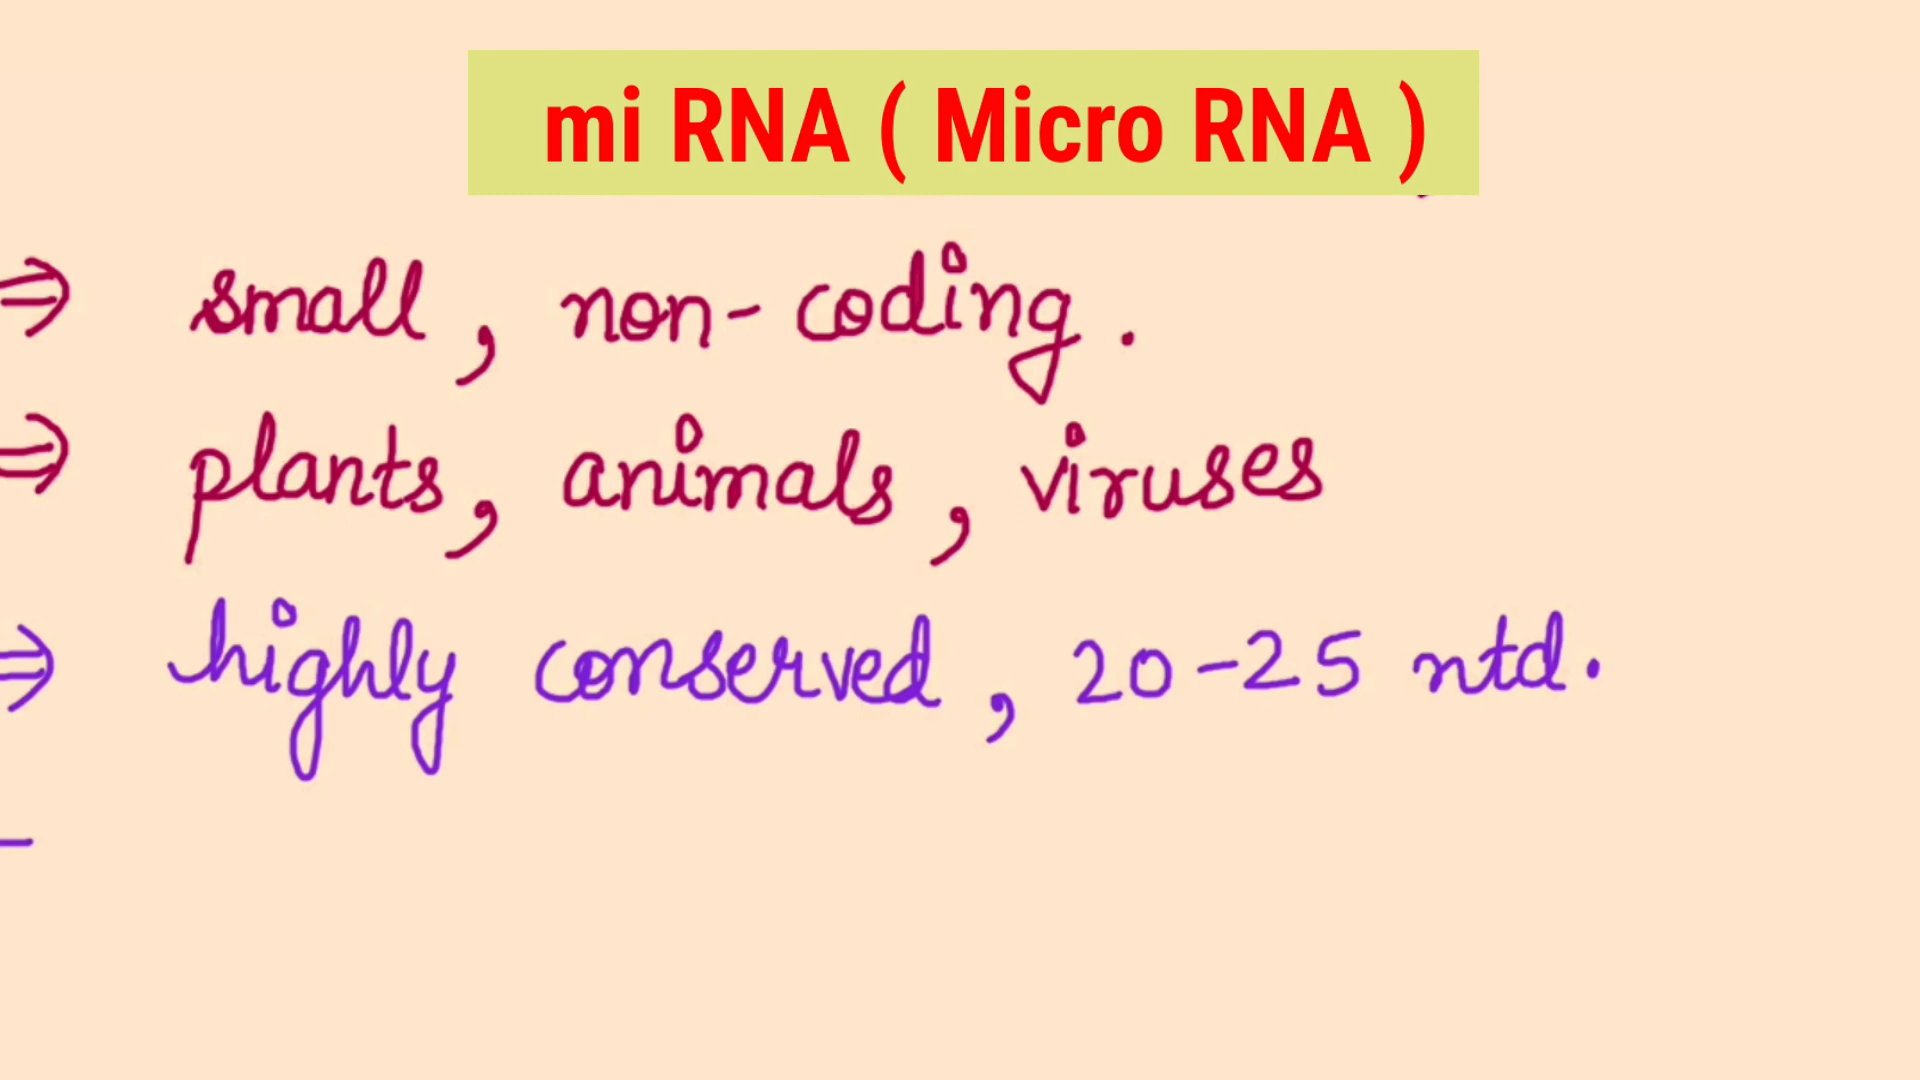 mi RNA ( Micro RNA )
⇒ small, non-coding.
⇒ plants, animals, viruses
⇒ highly conserved, 20-25 ntd.
-